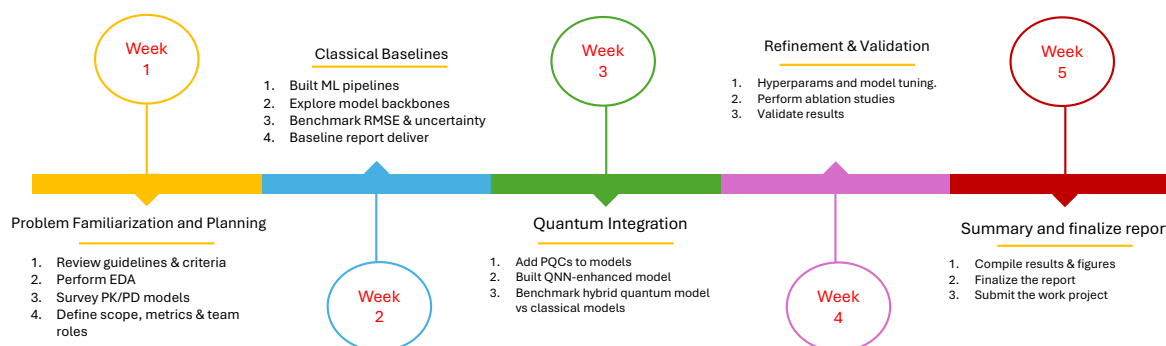 Week
1
Problem Familiarization and Planning
1. Review guidelines & criteria
2. Perform EDA
3. Survey PK/PD models
4. Define scope, metrics & team
roles
Classical Baselines
1. Built ML pipelines
2. Explore model backbones
3. Benchmark RMSE & uncertainty
4. Baseline report deliver
Week
2
Week
3
Quantum Integration
1. Add PQCs to models
2. Built QNN-enhanced model
3. Benchmark hybrid quantum model
vs classical models
Refinement & Validation
1. Hyperparams and model tuning.
2. Perform ablation studies
3. Validate results
Week
4
Week
5
Summary and finalize report
1. Compile results & figures
2. Finalize the report
3. Submit the work project